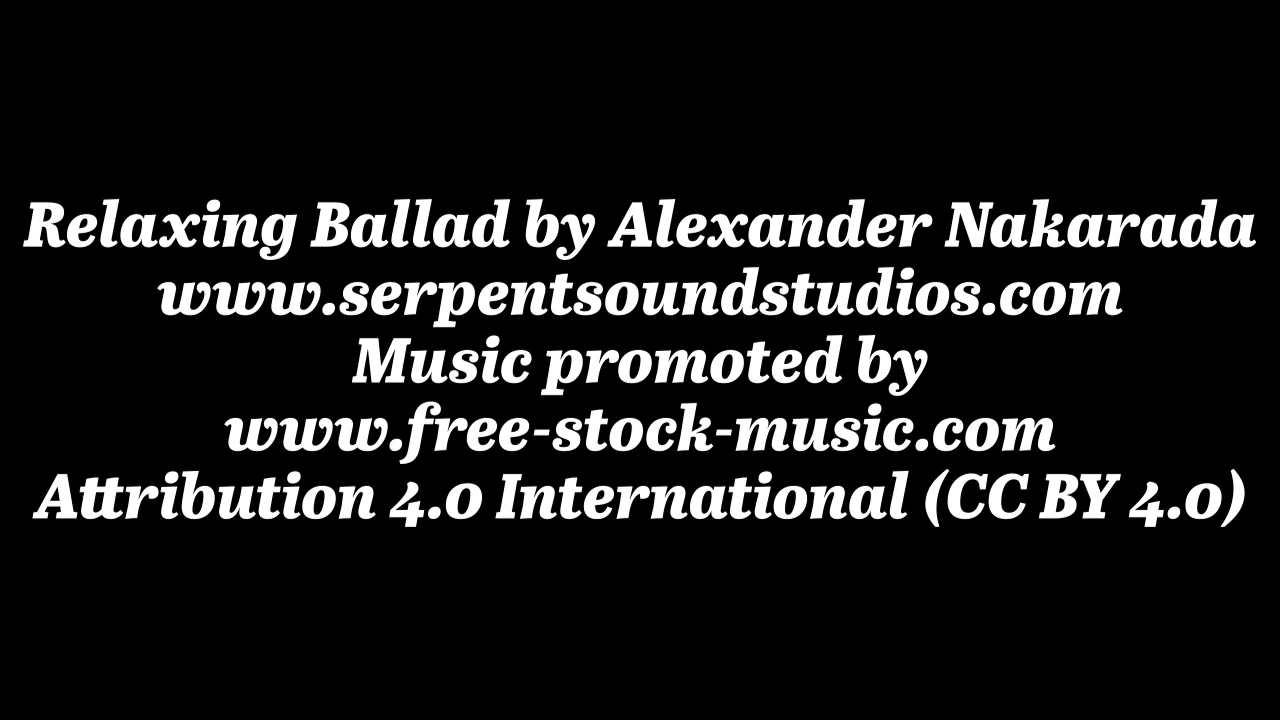 Relaxing Ballad by Alexander Nakarada
www.serpentsoundstudios.com
Music promoted by
www.free-stock-music.com
Attribution 4.0 International (CC BY 4.0)